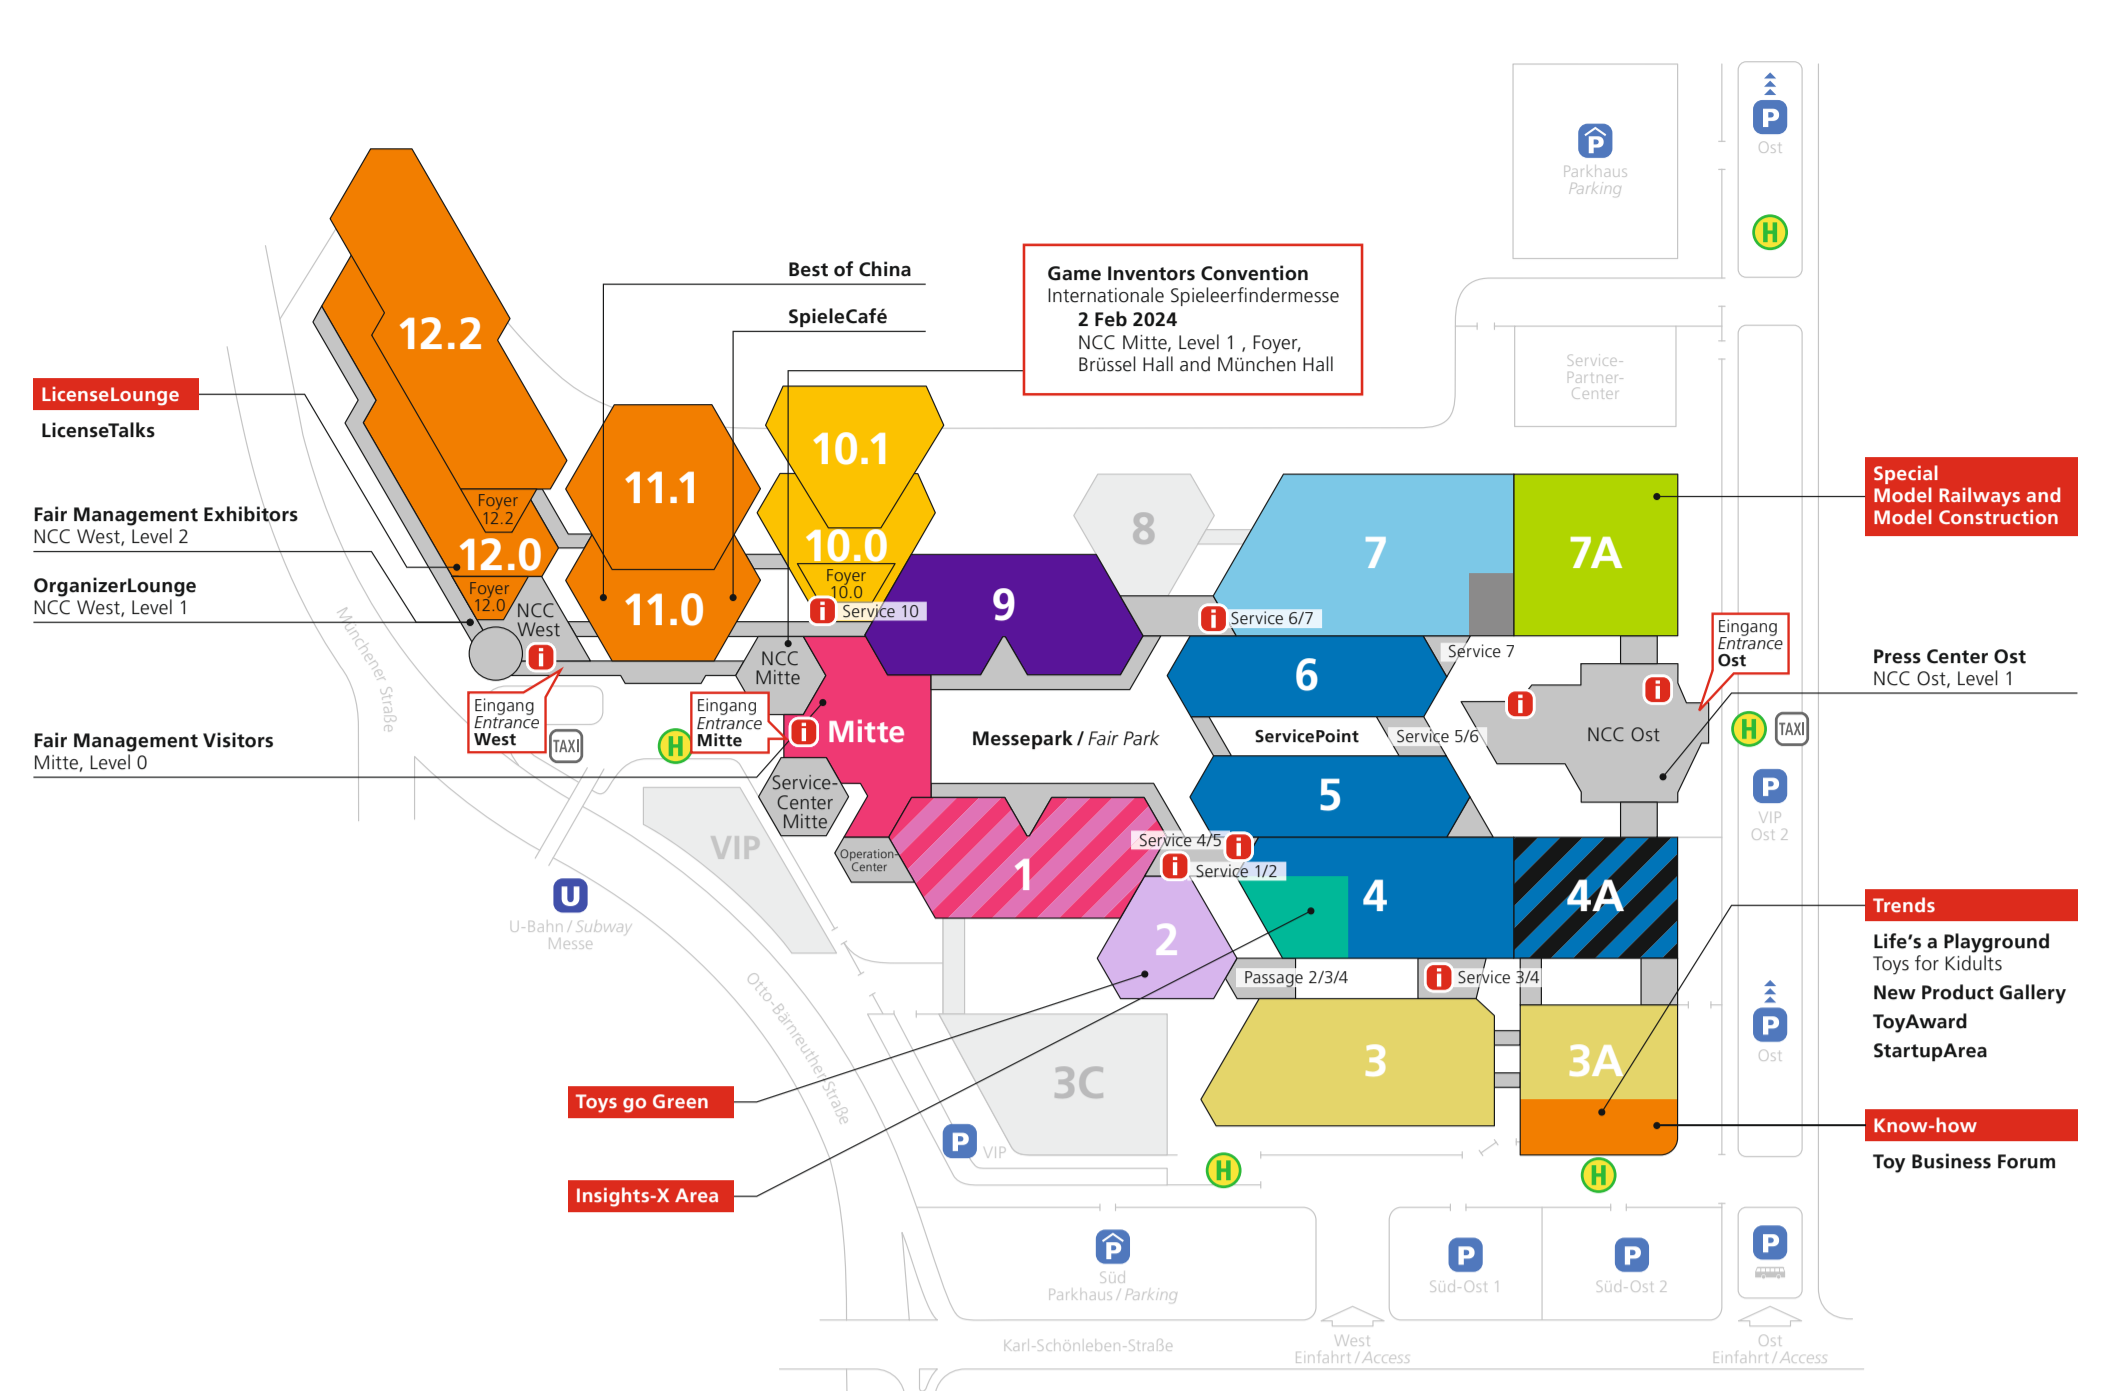 P
Ost
P
Parkhaus
Parking
H
Best of China
SpieleCafé
Game Inventors Convention
Internationale Spieleerfindermesse
2 Feb 2024
NCC Mitte, Level 1 , Foyer,
Brüssel Hall and München Hall
Service-
Partner-
Center
12.2
LicenseLounge
LicenseTalks
Foyer
12.2
12.0
Foyer
12.0
Fair Management Exhibitors
NCC West, Level 2
OrganizerLounge
NCC West, Level 1
Fair Management Visitors
Mitte, Level 0
11.1
11.0
10.1
10.0
Foyer
10.0
i
Service 10
9
8
7
7A
Special
Model Railways and
Model Construction
i
Service 6/7
Service 7
NCC
West
i
Eingang
Entrance
West
TAXI
Münchener Straße
NCC
Mitte
Eingang
Entrance
Mitte
H
i
Mitte
Messepark / Fair Park
6
ServicePoint
Service 5/6
5
i
i
NCC Ost
Eingang
Entrance
Ost
Press Center Ost
NCC Ost, Level 1
H
TAXI
P
VIP
Ost 2
Service-
Center
Mitte
Operation-
Center
VIP
U
U-Bahn / Subway
Messe
1
Service 4/5
i
i
Service 1/2
2
4
4A
Passage 2/3/4
i
Service 3/4
3
3A
3C
Trends
Life's a Playground
Toys for Kidults
New Product Gallery
ToyAward
StartupArea
Know-how
Toy Business Forum
P
Ost
Otto-Bärnreuther-Straße
Toys go Green
Insights-X Area
P
VIP
H
H
P
Süd
Parkhaus / Parking
P
Süd-Ost 1
P
Süd-Ost 2
P
Karl-Schönleben-Straße
West
Einfahrt / Access
Ost
Einfahrt / Access